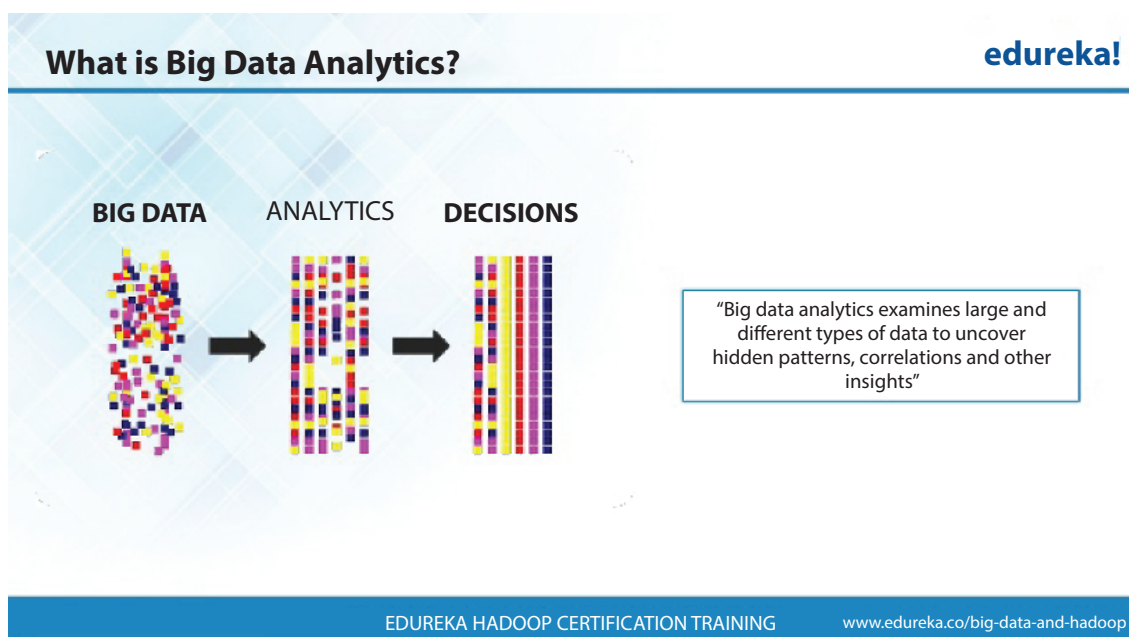 What is Big Data Analytics?
edureka!
BIG DATA
ANALYTICS
DECISIONS
“Big data analytics examines large and
different types of data to uncover
hidden patterns, correlations and other
insights”
EDUREKA HADOOP CERTIFICATION TRAINING
www.edureka.co/big-data-and-hadoop